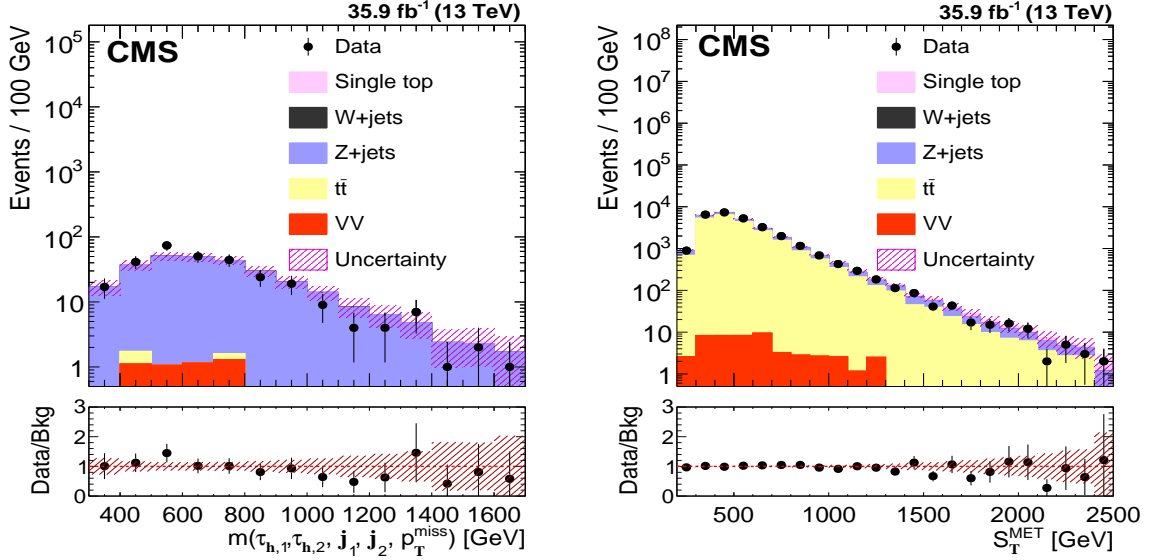 35.9 fb⁻¹ (13 TeV)
CMS
Data
Single top
W+jets
Z+jets
tt̄
VV
Uncertainty
Events / 100 GeV
10⁵
10⁴
10³
10²
10
1
Data/Bkg
3
2
1
0
400 600 800 1000 1200 1400 1600
m(τh,1,τh,2, j1, j2, pTmiss) [GeV]
35.9 fb⁻¹ (13 TeV)
CMS
Data
Single top
W+jets
Z+jets
tt̄
VV
Uncertainty
Events / 100 GeV
10⁸
10⁷
10⁶
10⁵
10⁴
10³
10²
10
1
Data/Bkg
3
2
1
0
500 1000 1500 2000 2500
STMET [GeV]